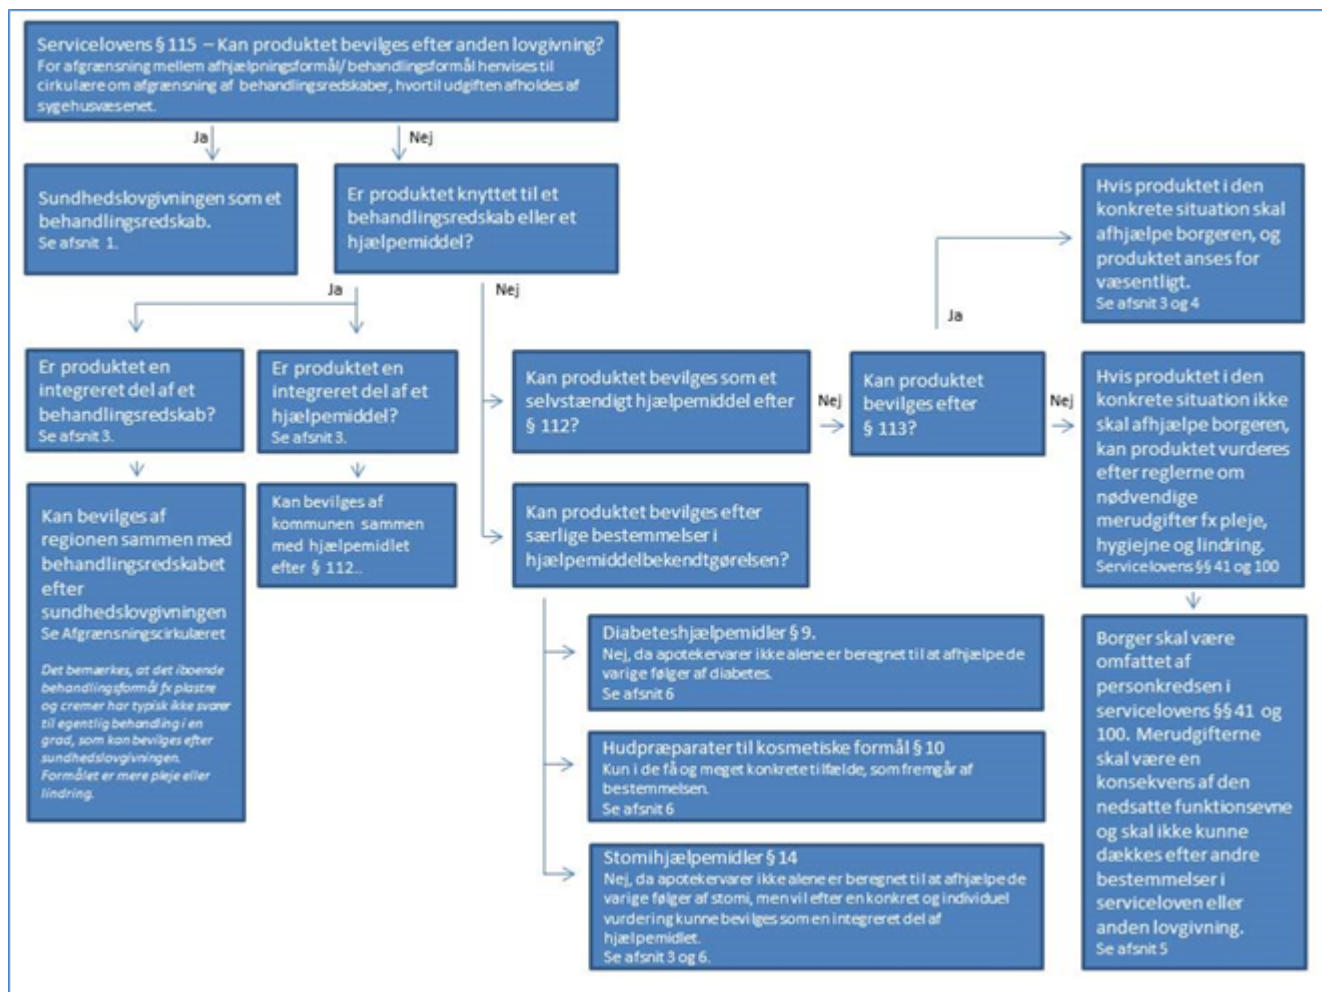 Servicelovens § 115 – Kan produktet bevilges efter anden lovgivning?
For afgrænsning mellem afhjælpningsformål/ behandlingsformål henvises til
cirkulære om afgrænsning af behandlingsredskaber, hvortil udgiften afholdes af
sygehusvæsenet.
Ja
Nej
Sundhedslovgivningen som et
behandlingsredskab.
Se afsnit 1.
Er produktet knyttet til et
behandlingsredskab eller et
hjælpemiddel?
Hvis produktet i den
konkrete situation skal
afhjælpe borgeren, og
produktet anses for
væsentligt.
Se afsnit 3 og 4
Ja
Nej
Ja
Er produktet en
integreret del af et
behandlingsredskab?
Se afsnit 3.
Er produktet en
integreret del af et
hjælpemiddel?
Se afsnit 3.
Kan produktet bevilges som et
selvstændigt hjælpemiddel efter
§ 112?
Nej
Kan produktet
bevilges efter
§ 113?
Nej
Hvis produktet i den
konkrete situation ikke
skal afhjælpe borgeren,
kan produktet vurderes
efter reglerne om
nødvendige
merudgifter fx pleje,
hygiejne og lindring.
Servicelovens §§ 41 og 100
Kan bevilges af
regionen sammen med
behandlingsredskabet
efter
sundhedslovgivningen
Se Afgrænsningscirkulæret
Det bemærkes, at det iboende
behandlingsformål fx plastre
og cremer har typisk ikke svarer
til egentlig behandling i en
grad, som kan bevilges efter
sundhedslovgivningen.
Formålet er mere pleje eller
lindring.
Kan bevilges af
kommunen sammen
med hjælpemidlet
efter § 112..
Kan produktet bevilges efter
særlige bestemmelser i
hjælpemiddelbekendtgørelsen?
Diabeteshjælpemidler § 9.
Nej, da apotekervarer ikke alene er beregnet til at afhjælpe de
varige følger af diabetes.
Se afsnit 6
Hudpræparater til kosmetiske formål § 10
Kun i de få og meget konkrete tilfælde, som fremgår af
bestemmelsen.
Se afsnit 6
Stomihjælpemidler § 14
Nej, da apotekervarer ikke alene er beregnet til at afhjælpe de
varige følger af stomi, men vil efter en konkret og individuel
vurdering kunne bevilges som en integreret del af
hjælpemidlet.
Se afsnit 3 og 6.
Borger skal være
omfattet af
personkredsen i
servicelovens §§ 41 og
100. Merudgifterne
skal være en
konsekvens af den
nedsatte funktionsevne
og skal ikke kunne
dækkes efter andre
bestemmelser i
serviceloven eller
anden lovgivning.
Se afsnit 5